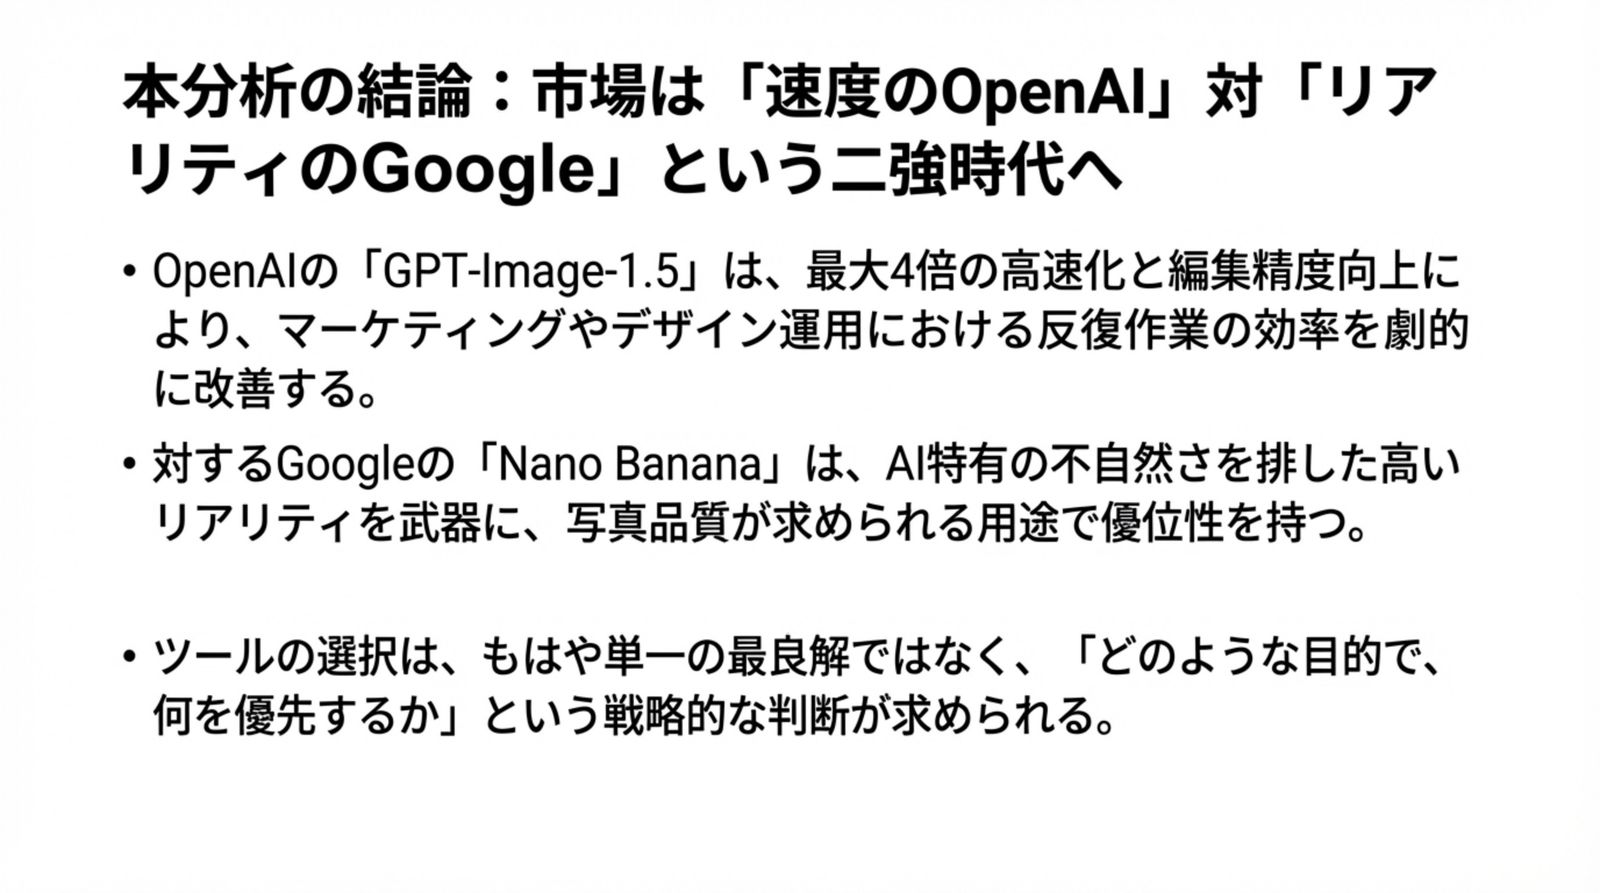 本分析の結論：市場は「速度のOpenAI」対「リア
リティのGoogle」という二強時代へ
• OpenAIの「GPT-Image-1.5」は、最大4倍の高速化と編集精度向上に
より、マーケティングやデザイン運用における反復作業の効率を劇的
に改善する。
• 対するGoogleの「Nano Banana」は、AI特有の不自然さを排した高い
リアリティを武器に、写真品質が求められる用途で優位性を持つ。
• ツールの選択は、もはや単一の最良解ではなく、「どのような目的で、
何を優先するか」という戦略的な判断が求められる。